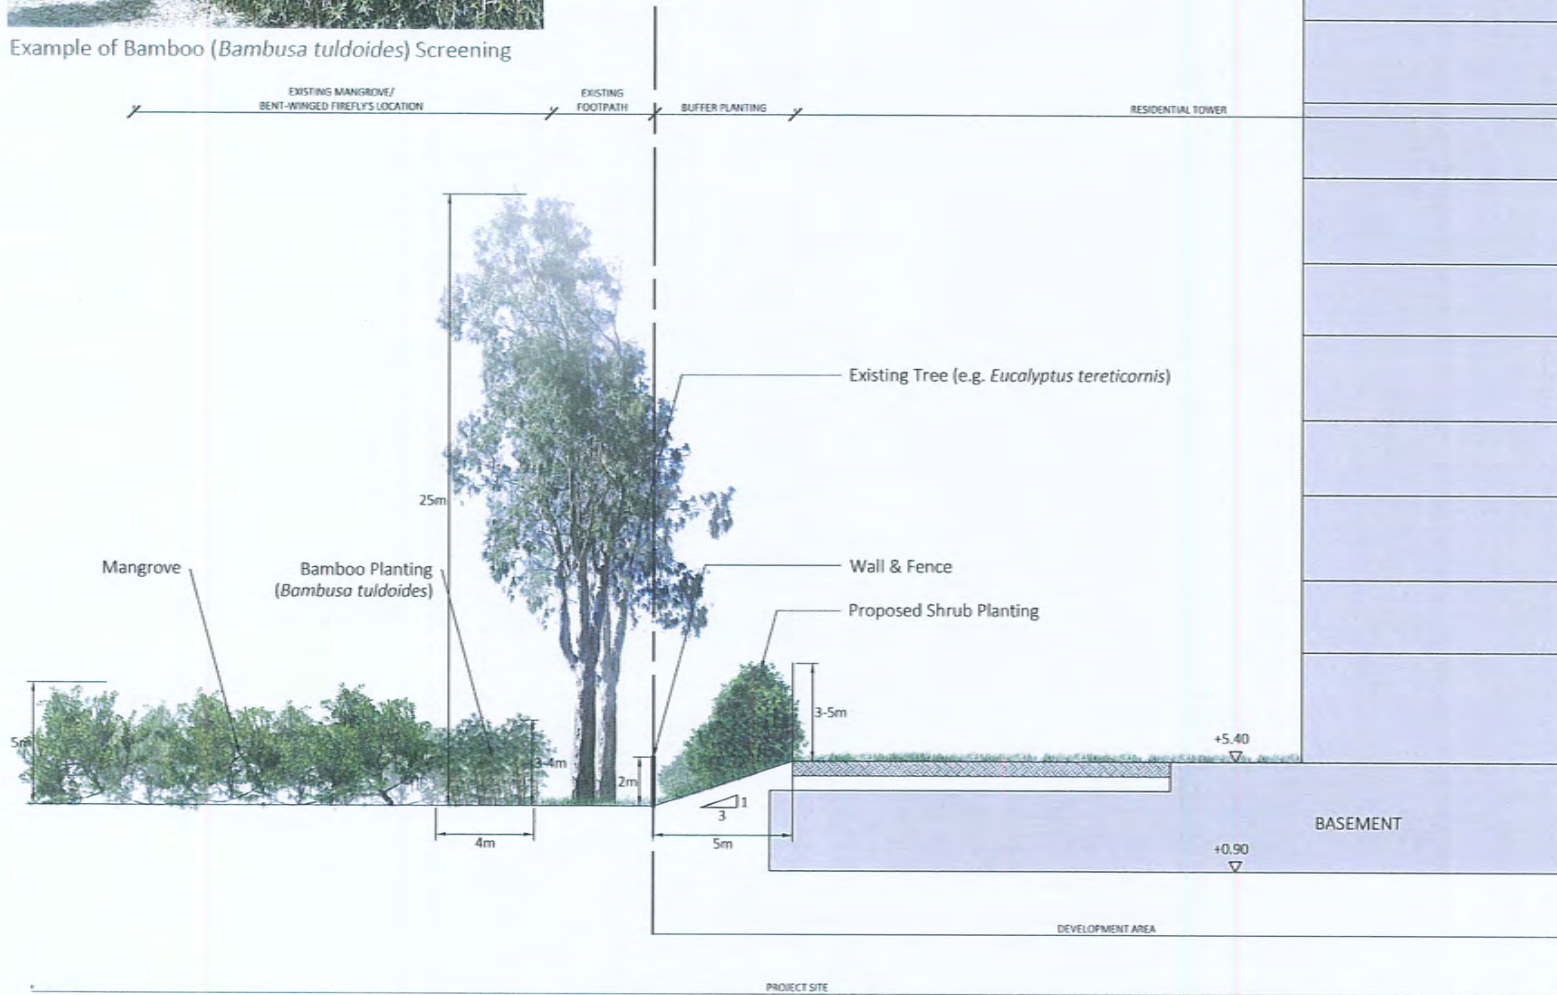 Example of Bamboo (Bambusa tuldoides) Screening
EXISTING MANGROVE/
BENT-WINGED FIREFLY'S LOCATION
EXISTING
FOOTPATH
BUFFER PLANTING
RESIDENTIAL TOWER
Existing Tree (e.g. Eucalyptus tereticornis)
25m
Mangrove
Bamboo Planting
(Bambusa tuldoides)
Wall & Fence
Proposed Shrub Planting
5m
3-4m
2m
3-5m
+5.40
1
3
4m
5m
BASEMENT
+0.90
DEVELOPMENT AREA
PROJECT SITE